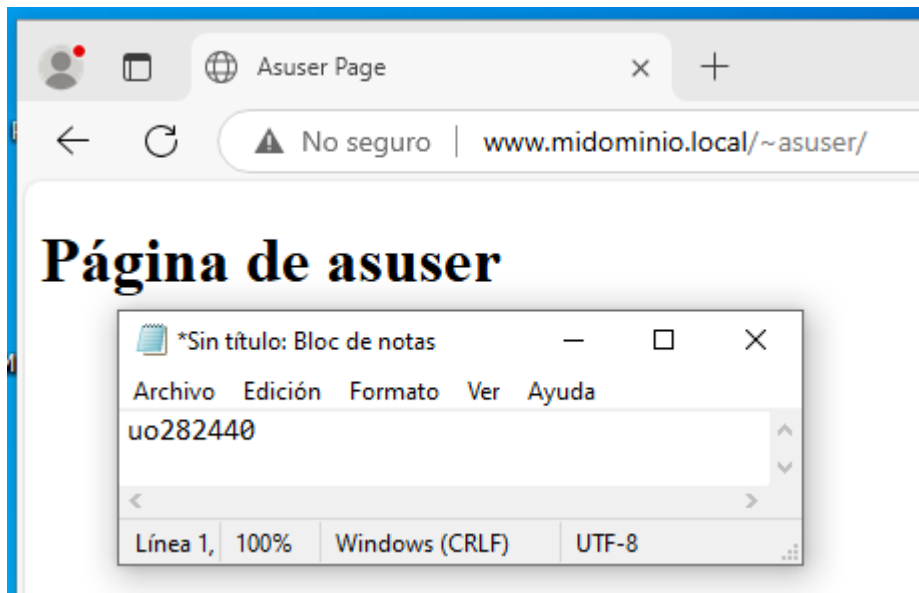 Asuser Page
No seguro | www.midominio.local/~asuser/
Página de asuser
*Sin título: Bloc de notas
Archivo Edición Formato Ver Ayuda
uo282440
Línea 1, 100% Windows (CRLF) UTF-8